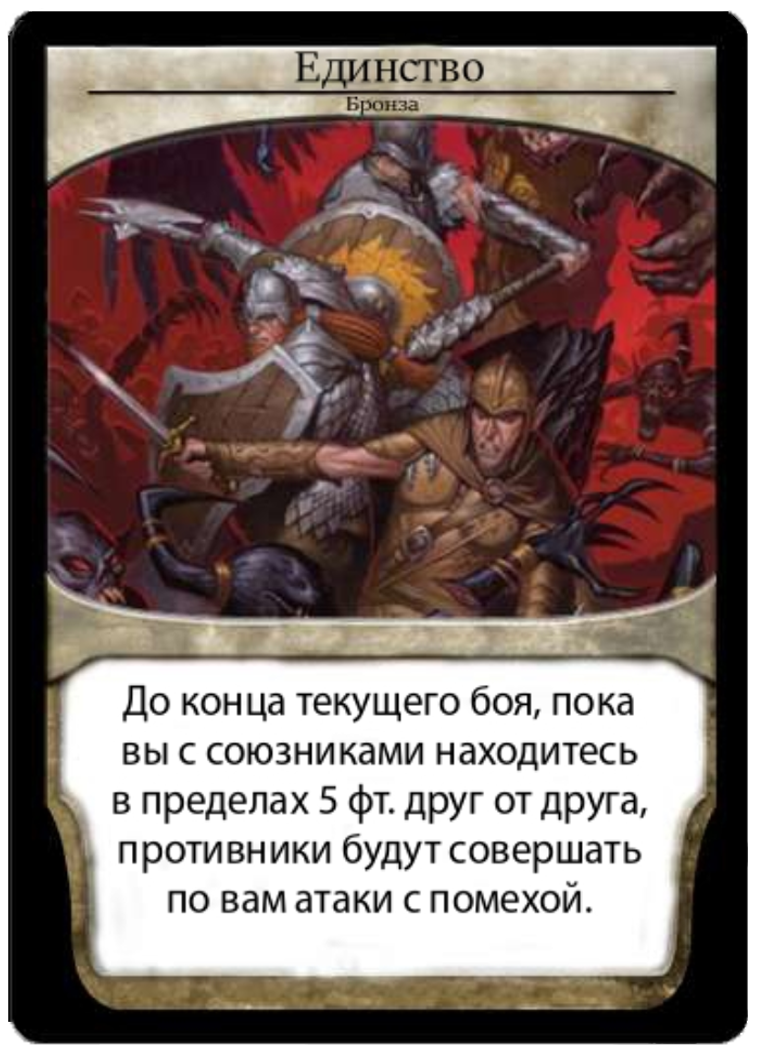 Единство
Бронза
До конца текущего боя, пока
вы с союзниками находитесь
в пределах 5 фт. друг от друга,
противники будут совершать
по вам атаки с помехой.